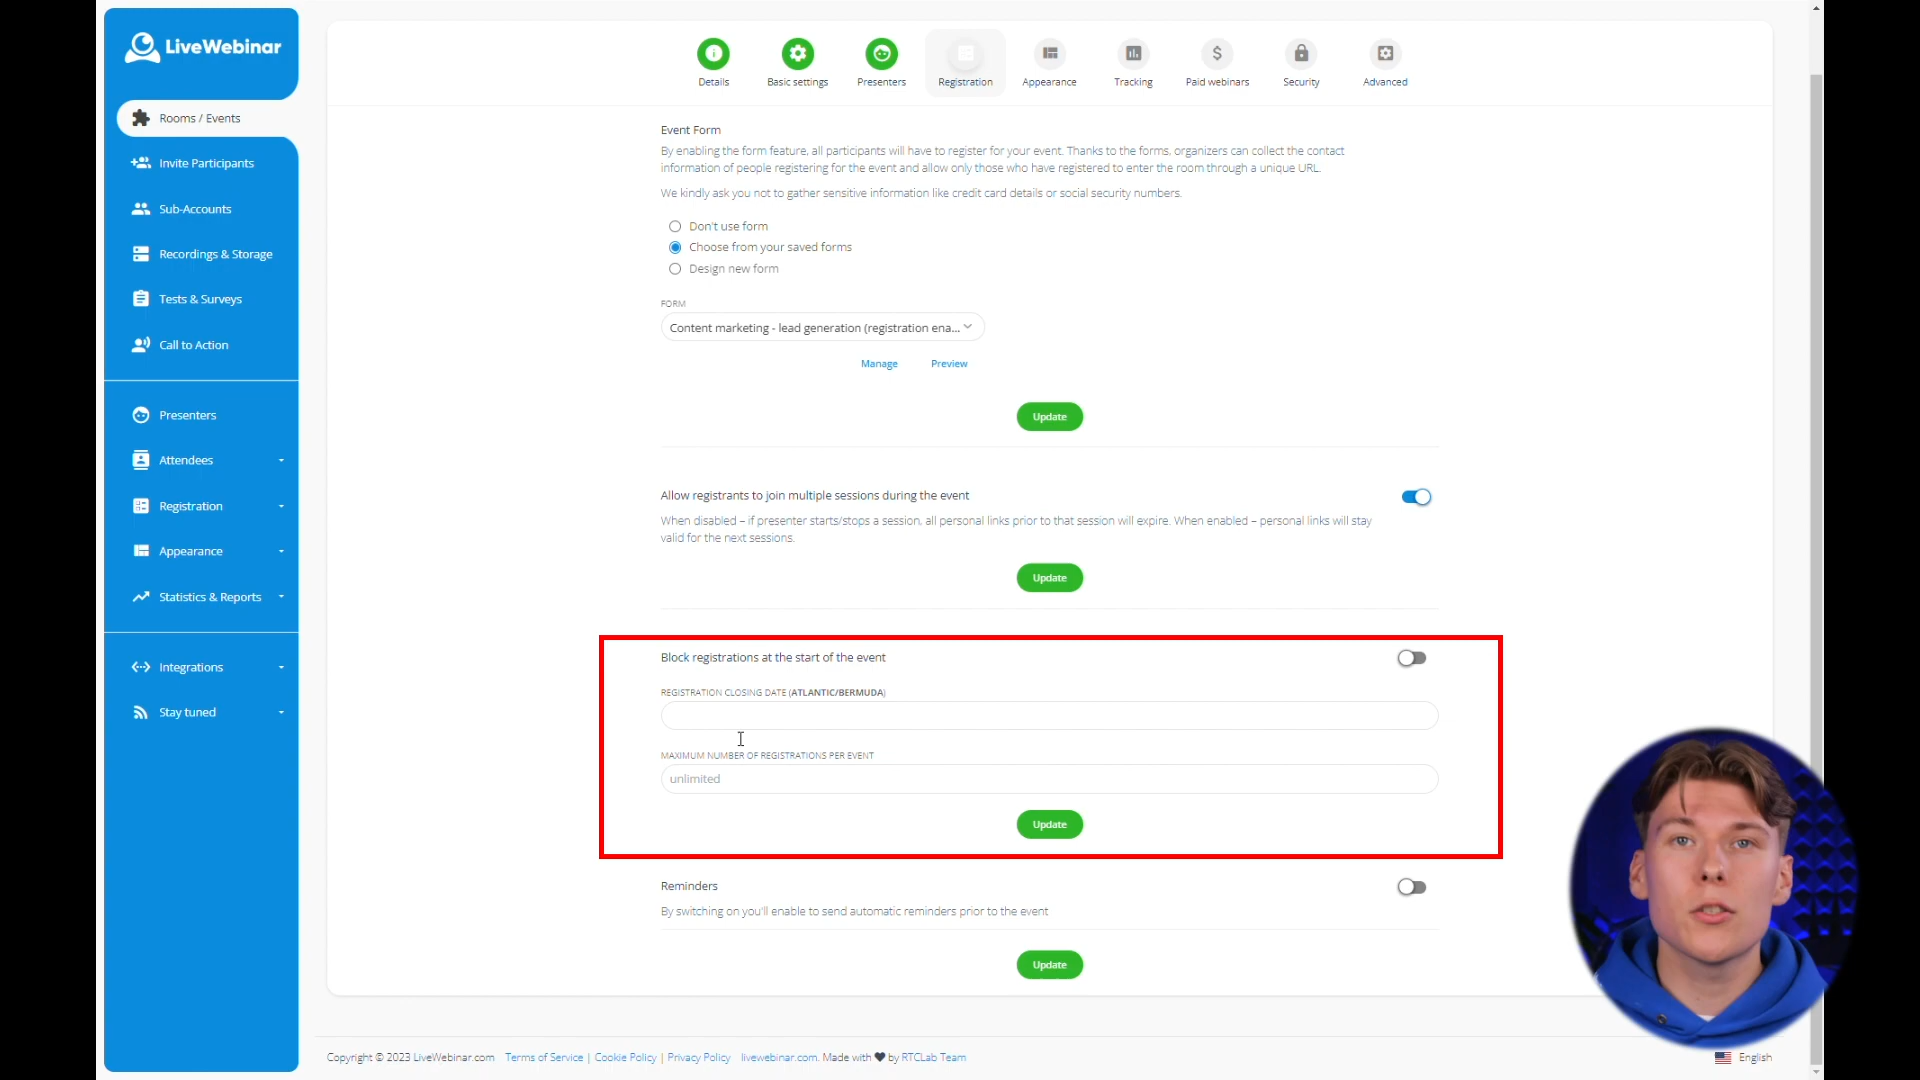 LiveWebinar
Rooms / Events
Invite Participants
Sub-Accounts
Recordings & Storage
Tests & Surveys
Call to Action
Presenters
Attendees
Registration
Appearance
Statistics & Reports
Integrations
Stay tuned
Details
Basic settings
Presenters
Registration
Appearance
Tracking
Paid webinars
Security
Advanced
Event Form
By enabling the form feature, all participants will have to register for your event. Thanks to the forms, organizers can collect the contact
information of people registering for the event and allow only those who have registered to enter the room through a unique URL.
We kindly ask you not to gather sensitive information like credit card details or social security numbers.
Don't use form
Choose from your saved forms
Design new form
FORM
Content marketing - lead generation (registration ena...
Manage Preview
Update
Allow registrants to join multiple sessions during the event
When disabled – if presenter starts/stops a session, all personal links prior to that session will expire. When enabled – personal links will stay
valid for the next sessions.
Update
Block registrations at the start of the event
REGISTRATION CLOSING DATE (ATLANTIC/BERMUDA)
MAXIMUM NUMBER OF REGISTRATIONS PER EVENT
unlimited
Update
Reminders
By switching on you'll enable to send automatic reminders prior to the event
Update
Copyright © 2023 LiveWebinar.com Terms of Service | Cookie Policy | Privacy Policy livewebinar.com. Made with ♥ by RTCLab Team
English